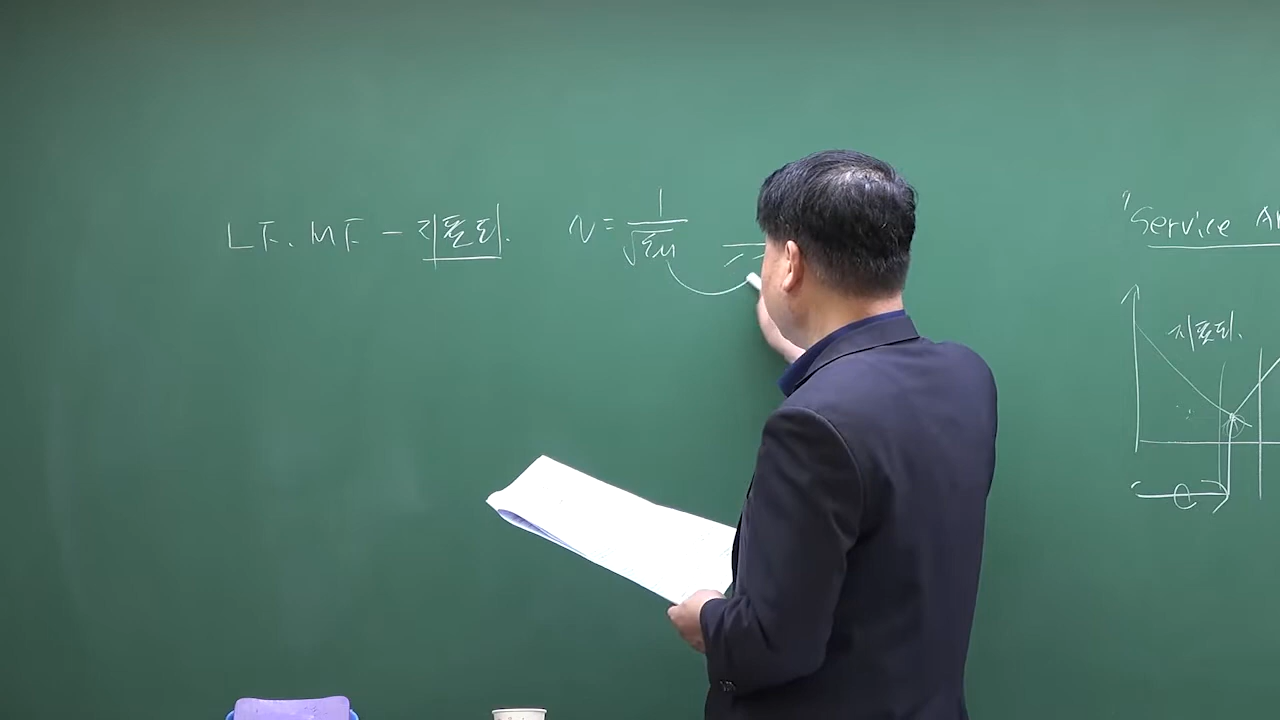 LF. MF - 지표파.
v = 1/√εμ
"Service
지표파.